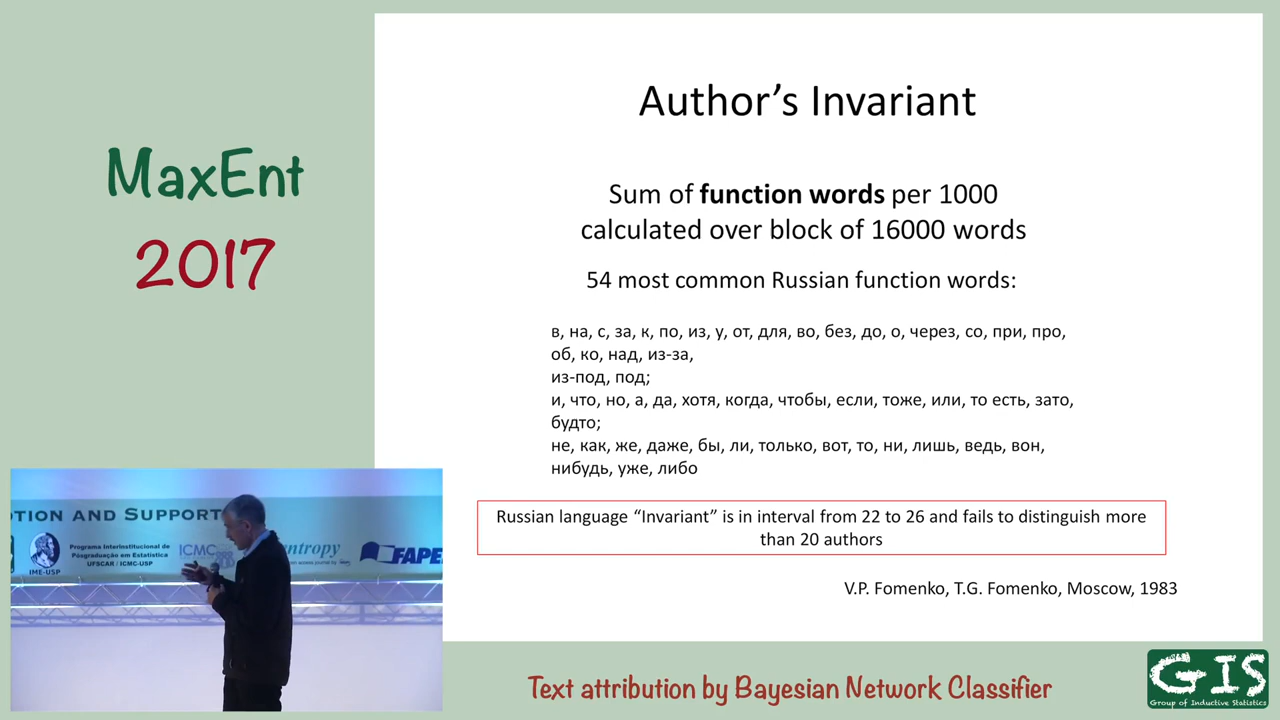 Author's Invariant
MaxEnt
2017
Sum of function words per 1000
calculated over block of 16000 words
54 most common Russian function words:
в, на, с, за, к, по, из, у, от, для, во, без, до, о, через, со, при, про,
об, ко, над, из-за,
из-под, под;
и, что, но, а, да, хотя, когда, чтобы, если, тоже, или, то есть, зато,
будто;
не, как, же, даже, бы, ли, только, вот, то, ни, лишь, ведь, вон,
нибудь, уже, либо
Russian language “Invariant” is in interval from 22 to 26 and fails to distinguish more
than 20 authors
V.P. Fomenko, T.G. Fomenko, Moscow, 1983
TION AND SUPPORT
IME-USP
Programa Interinstitucional de
Pósgraduação em Estatística
UFSCAR / ICMC-USP
ICMC
ntropy
FAPE
Text attribution by Bayesian Network Classifier
GIS
Group of Inductive Statistics